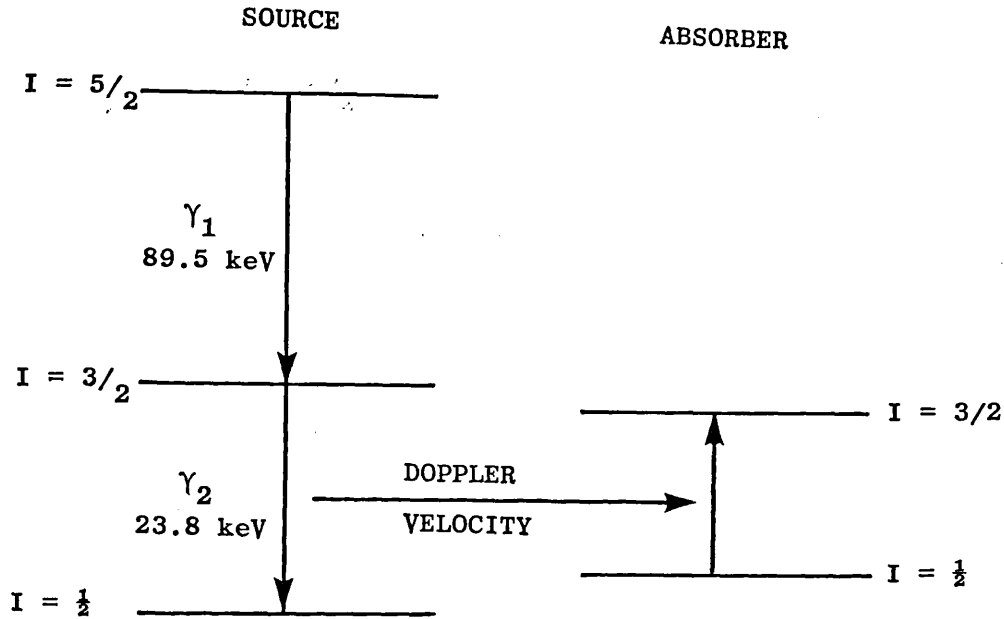 SOURCE
ABSORBER
I = 5/2
γ1
89.5 keV
I = 3/2
I = 3/2
γ2
23.8 keV
DOPPLER
VELOCITY
I = ½
I = ½